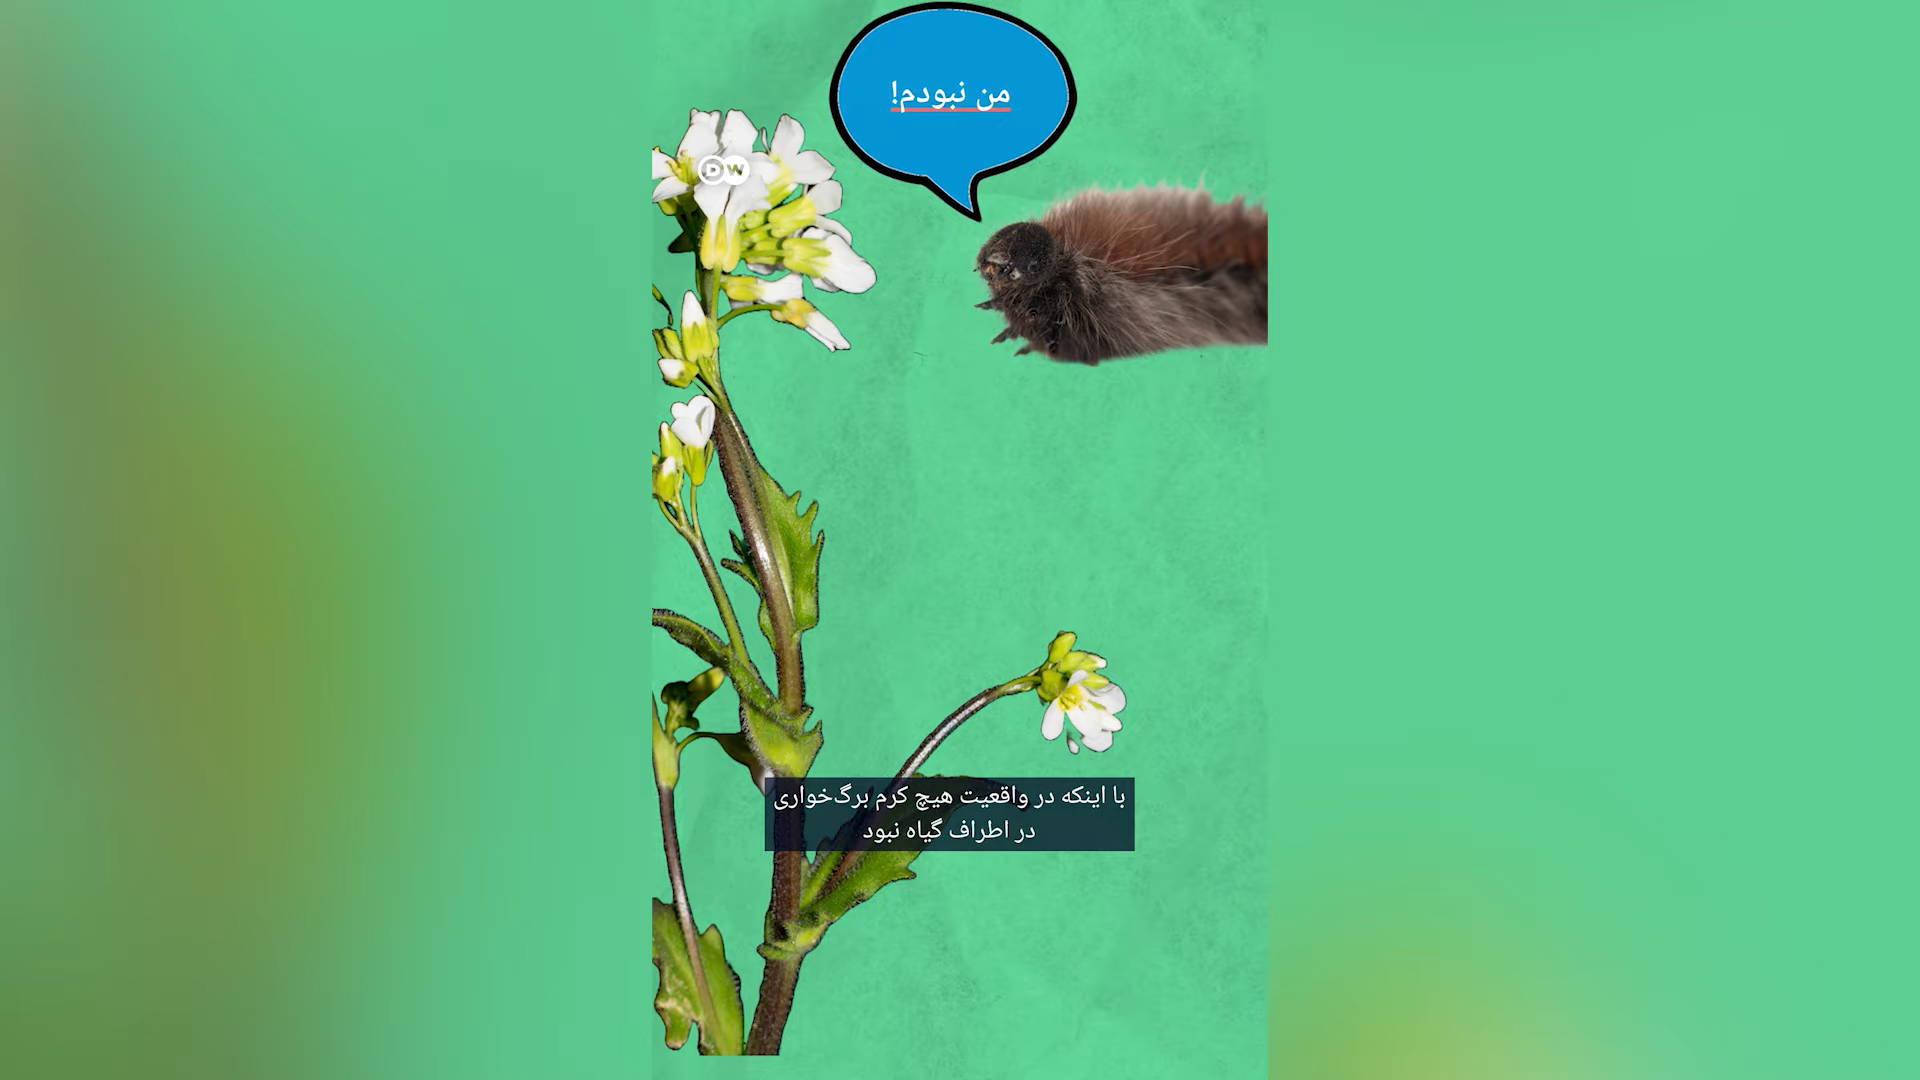 من نبودم!
DW
با اینکه در واقعیت هیچ کرم برگ‌خواری
در اطراف گیاه نبود